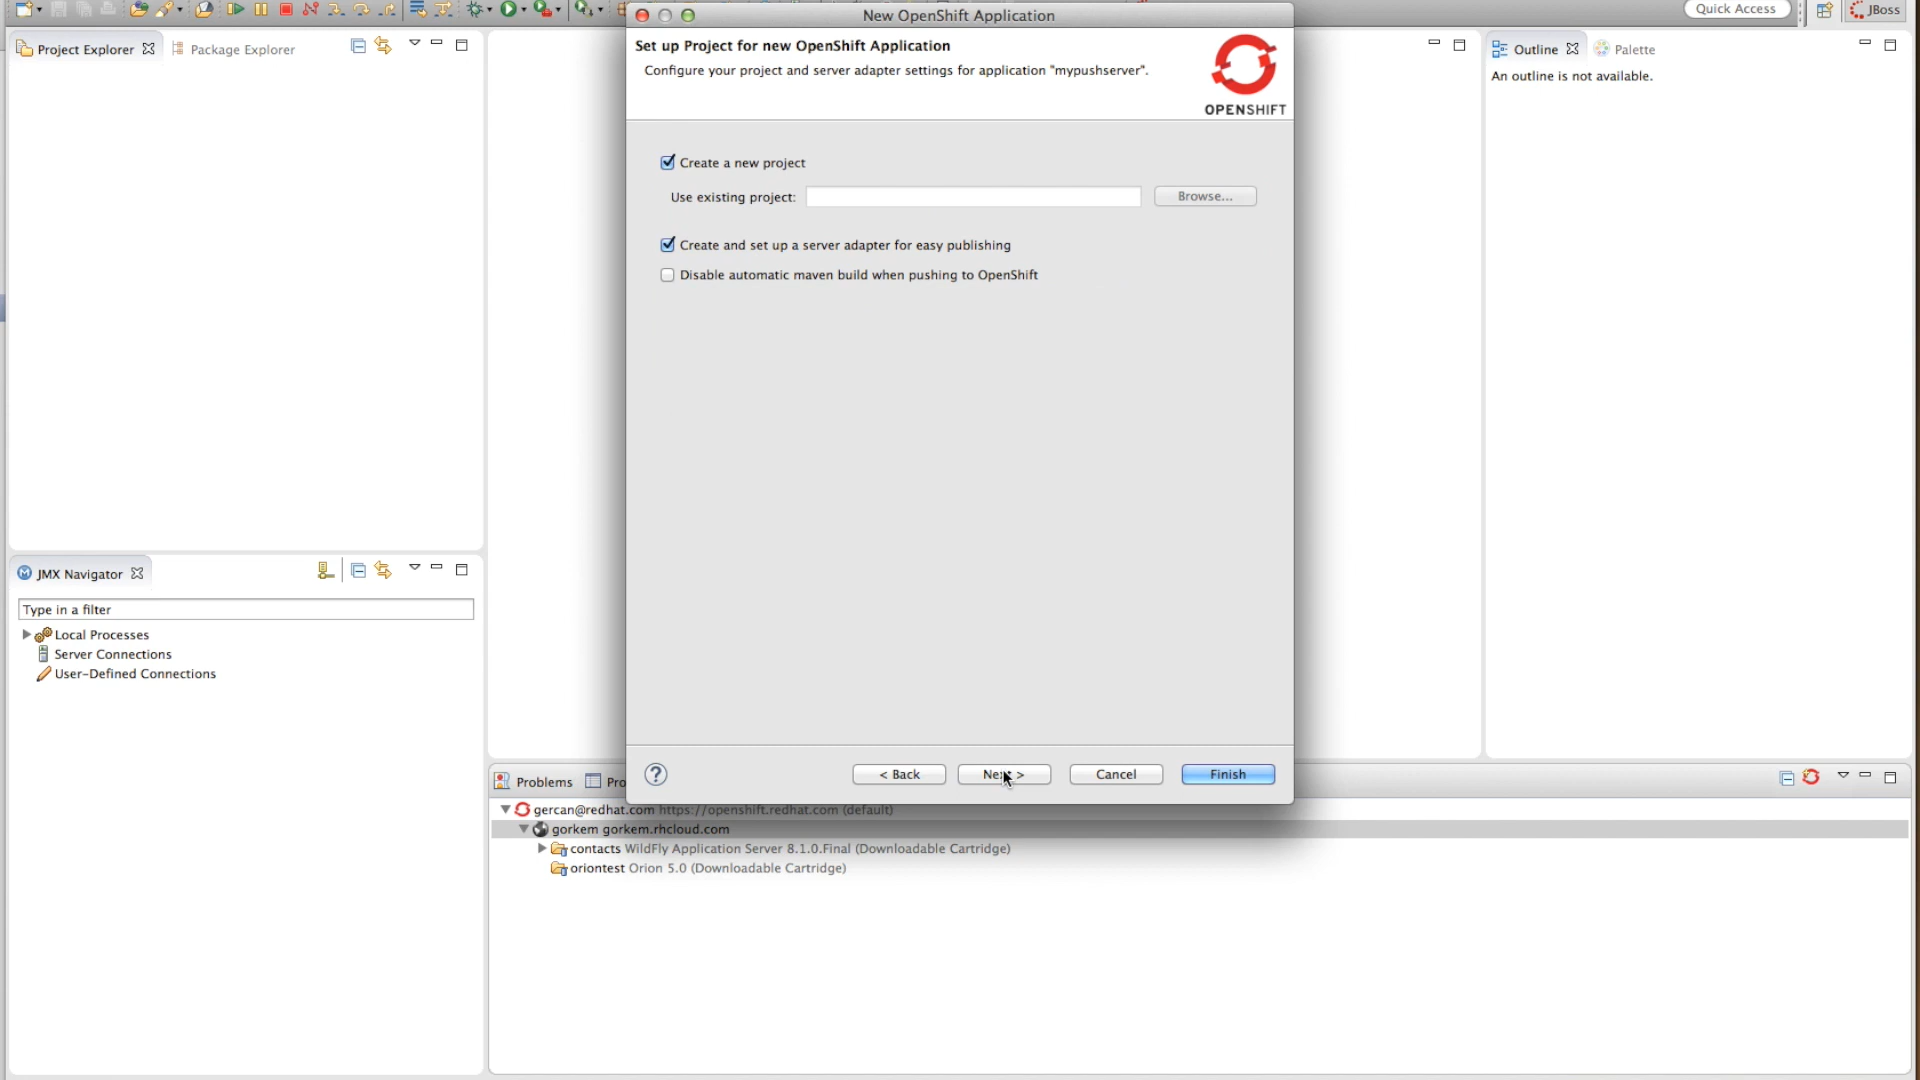 New OpenShift Application
Quick Access
JBoss
Project Explorer
Package Explorer
Set up Project for new OpenShift Application
Configure your project and server adapter settings for application "mypushserver".
OPENSHIFT
Outline
Palette
An outline is not available.
Create a new project
Use existing project:
Browse...
Create and set up a server adapter for easy publishing
Disable automatic maven build when pushing to OpenShift
JMX Navigator
Type in a filter
Local Processes
Server Connections
User-Defined Connections
?
< Back
Next >
Cancel
Finish
Problems
Pro
gercan@redhat.com https://openshift.redhat.com (default)
gorkem gorkem.rhcloud.com
contacts WildFly Application Server 8.1.0.Final (Downloadable Cartridge)
oriontest Orion 5.0 (Downloadable Cartridge)